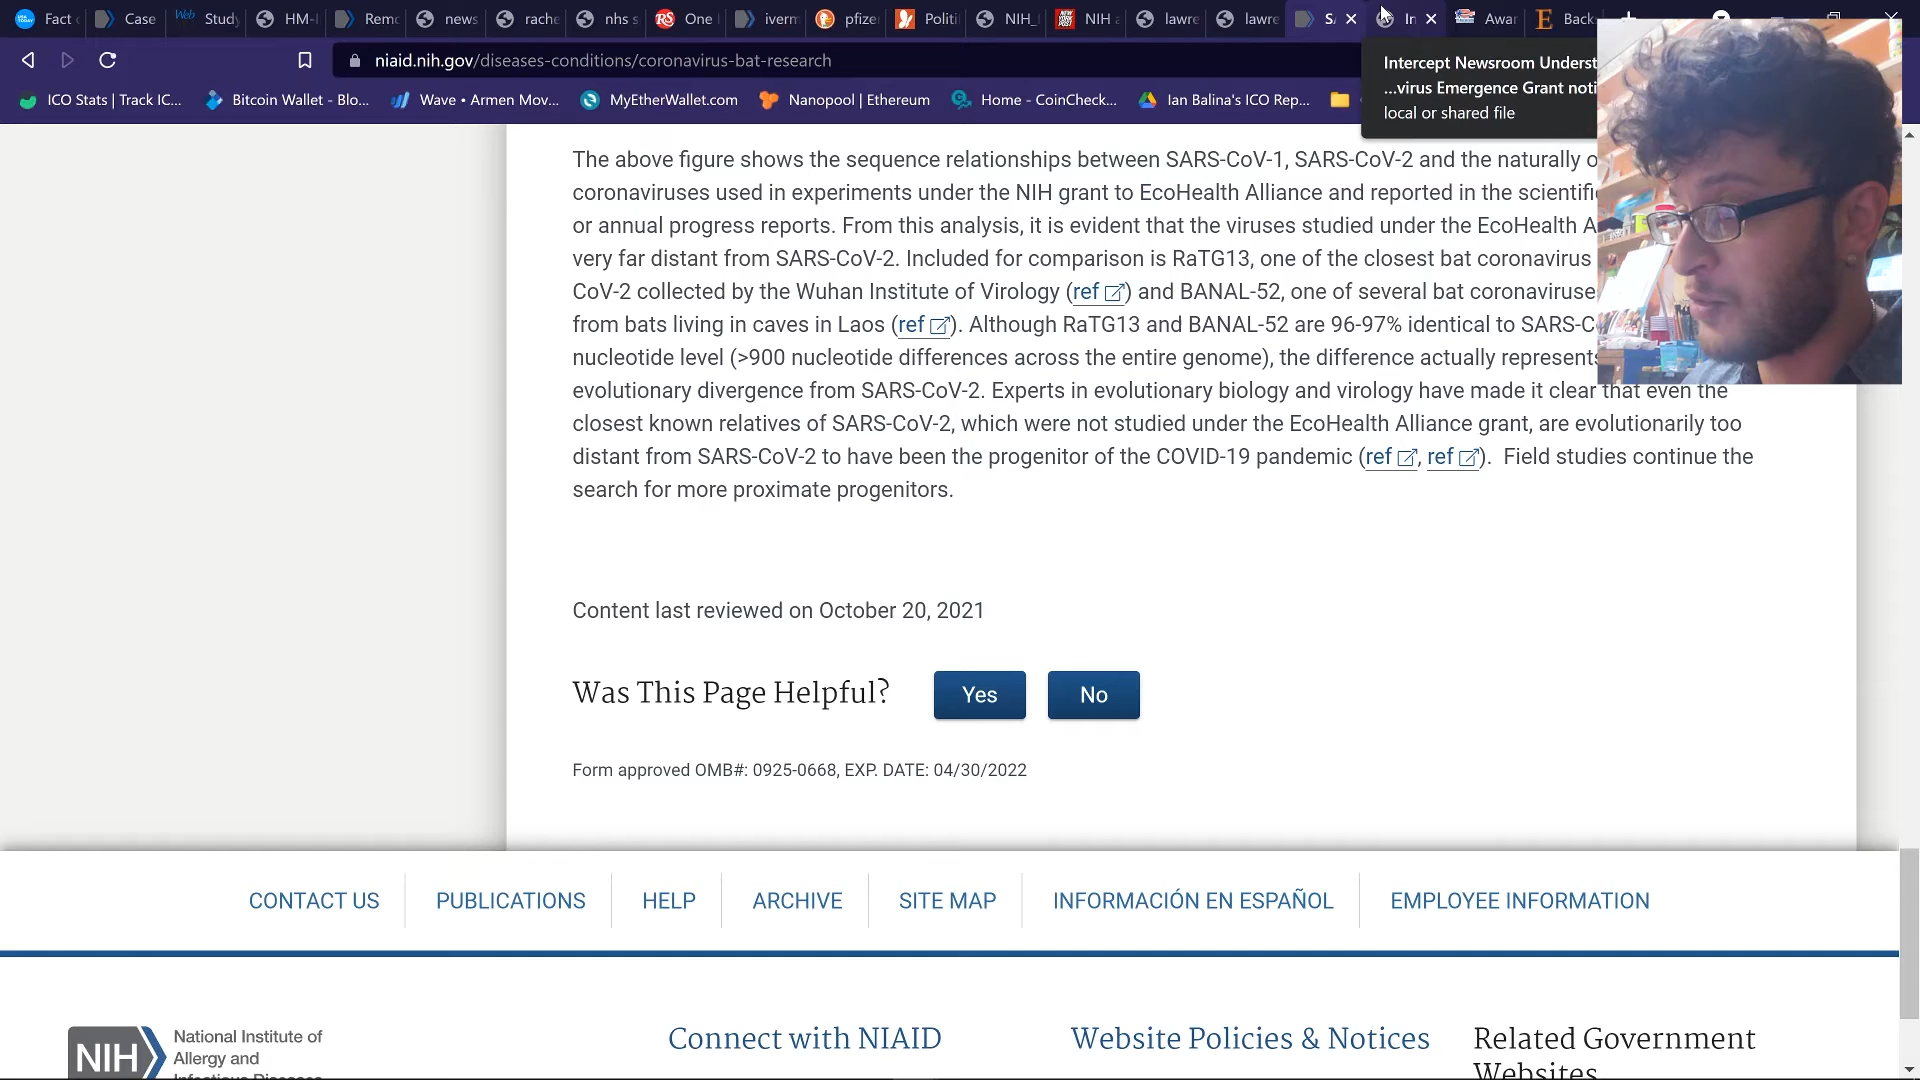 Fact
Case
Web
Study
HM-
Remo
news
rache
nhs s
RS
One
iverm
pfize
Politi
NIH_
NEW YORK POST
NIH a
lawre
lawre
In
Awar
E
Back
niaid.nih.gov/diseases-conditions/coronavirus-bat-research
ICO Stats | Track IC...
Bitcoin Wallet - Blo...
Wave • Armen Mov...
MyEtherWallet.com
Nanopool | Ethereum
Home - CoinCheck...
Ian Balina's ICO Rep...
Intercept Newsroom Underst
...virus Emergence Grant noti
local or shared file
The above figure shows the sequence relationships between SARS-CoV-1, SARS-CoV-2 and the naturally o
coronaviruses used in experiments under the NIH grant to EcoHealth Alliance and reported in the scientifi
or annual progress reports. From this analysis, it is evident that the viruses studied under the EcoHealth A
very far distant from SARS-CoV-2. Included for comparison is RaTG13, one of the closest bat coronavirus
CoV-2 collected by the Wuhan Institute of Virology (ref) and BANAL-52, one of several bat coronaviruse
from bats living in caves in Laos (ref). Although RaTG13 and BANAL-52 are 96-97% identical to SARS-C
nucleotide level (>900 nucleotide differences across the entire genome), the difference actually represents
evolutionary divergence from SARS-CoV-2. Experts in evolutionary biology and virology have made it clear that even the
closest known relatives of SARS-CoV-2, which were not studied under the EcoHealth Alliance grant, are evolutionarily too
distant from SARS-CoV-2 to have been the progenitor of the COVID-19 pandemic (ref, ref). Field studies continue the
search for more proximate progenitors.
Content last reviewed on October 20, 2021
Was This Page Helpful?
Yes
No
Form approved OMB#: 0925-0668, EXP. DATE: 04/30/2022
CONTACT US
PUBLICATIONS
HELP
ARCHIVE
SITE MAP
INFORMACIÓN EN ESPAÑOL
EMPLOYEE INFORMATION
NIH
National Institute of
Allergy and
Infectious Diseases
Connect with NIAID
Website Policies & Notices
Related Government
Websites